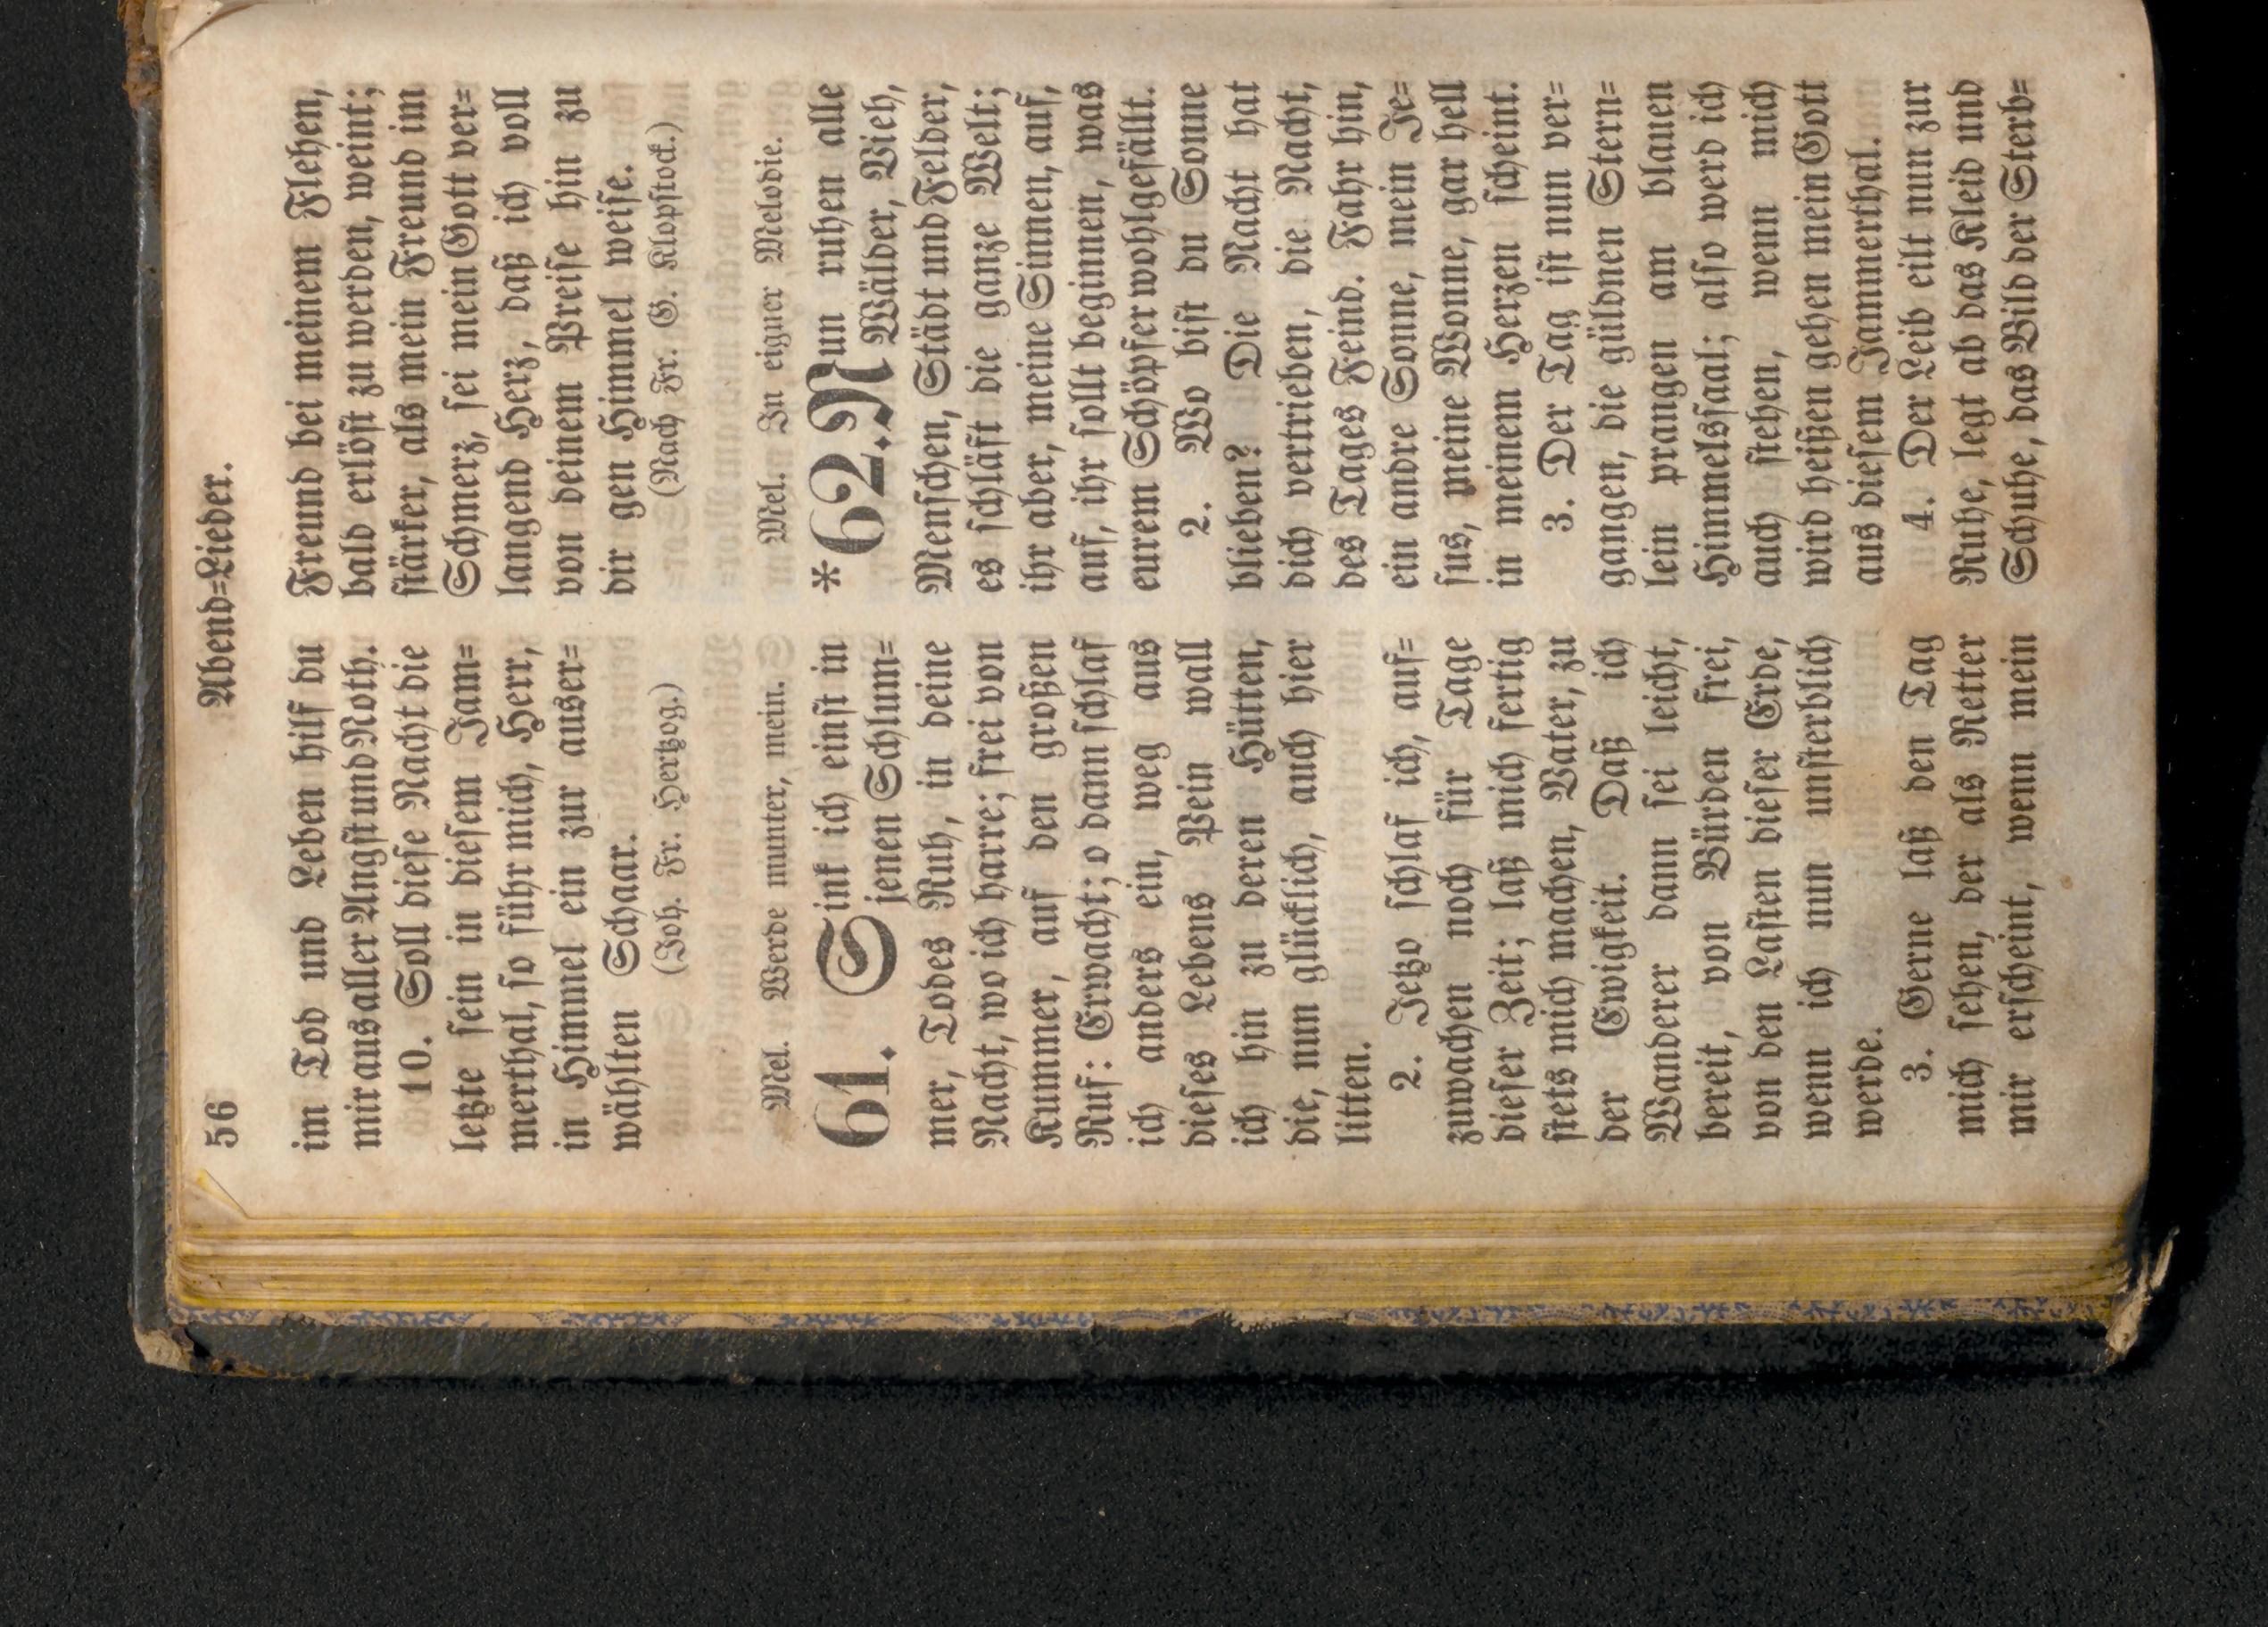 56
Abend=Lieder.
im Tod und Leben hilf du
mir aus aller Angst und Noth.
10. Soll diese Nacht die
letzte sein in diesem Jam=
merthal, so führ mich, Herr,
in Himmel ein zur auser=
wählten Schaar.
(Joh. Fr. Hertzog.)
Mel. Werde munter, mein.
61. Sink ich einst in
jenen Schlum=
mer, Todes Ruh, in deine
Nacht, wo ich harre; frei von
Kummer, auf den großen
Ruf: Erwacht; o dann schlaf
ich anders ein, weg aus
dieses Lebens Pein wall
ich hin zu deren Hütten,
die, nun glücklich, auch hier
litten.
2. Jetzo schlaf ich, auf=
zuwachen noch für Tage
dieser Zeit; laß mich fertig
stets mich machen, Vater, zu
der Ewigkeit. Daß ich
Wanderer dann sei leicht,
bereit, von Bürden frei,
von den Lasten dieser Erde,
wenn ich nun unsterblich
werde.
3. Gerne laß den Tag
mich sehen, der als Retter
mir erscheint, wenn mein
Freund bei meinem Flehen,
bald erlöst zu werden, weint;
stärker, als mein Freund im
Schmerz, sei mein Gott ver=
langend Herz, daß ich voll
von deinem Preise hin zu
dir gen Himmel weise.
(Nach Fr. G. Klopstock.)
Mel. In eigner Melodie.
*62. Nun ruhen alle
Wälder, Vieh,
Menschen, Städt und Felder,
es schläft die ganze Welt;
ihr aber, meine Sinnen, auf,
auf, ihr sollt beginnen, was
eurem Schöpfer wohlgefällt.
2. Wo bist du Sonne
blieben? Die Nacht hat
dich vertrieben, die Nacht,
des Tages Feind. Fahr hin,
ein andre Sonne, mein Je=
sus, meine Wonne, gar hell
in meinem Herzen scheint.
3. Der Tag ist nun ver=
gangen, die güldnen Stern=
lein prangen am blauen
Himmelssaal; also werd ich
auch stehen, wenn mich
wird heißen gehen mein Gott
aus diesem Jammerthal.
4. Der Leib eilt nun zur
Ruhe, legt ab das Kleid und
Schuhe, das Bild der Sterb=